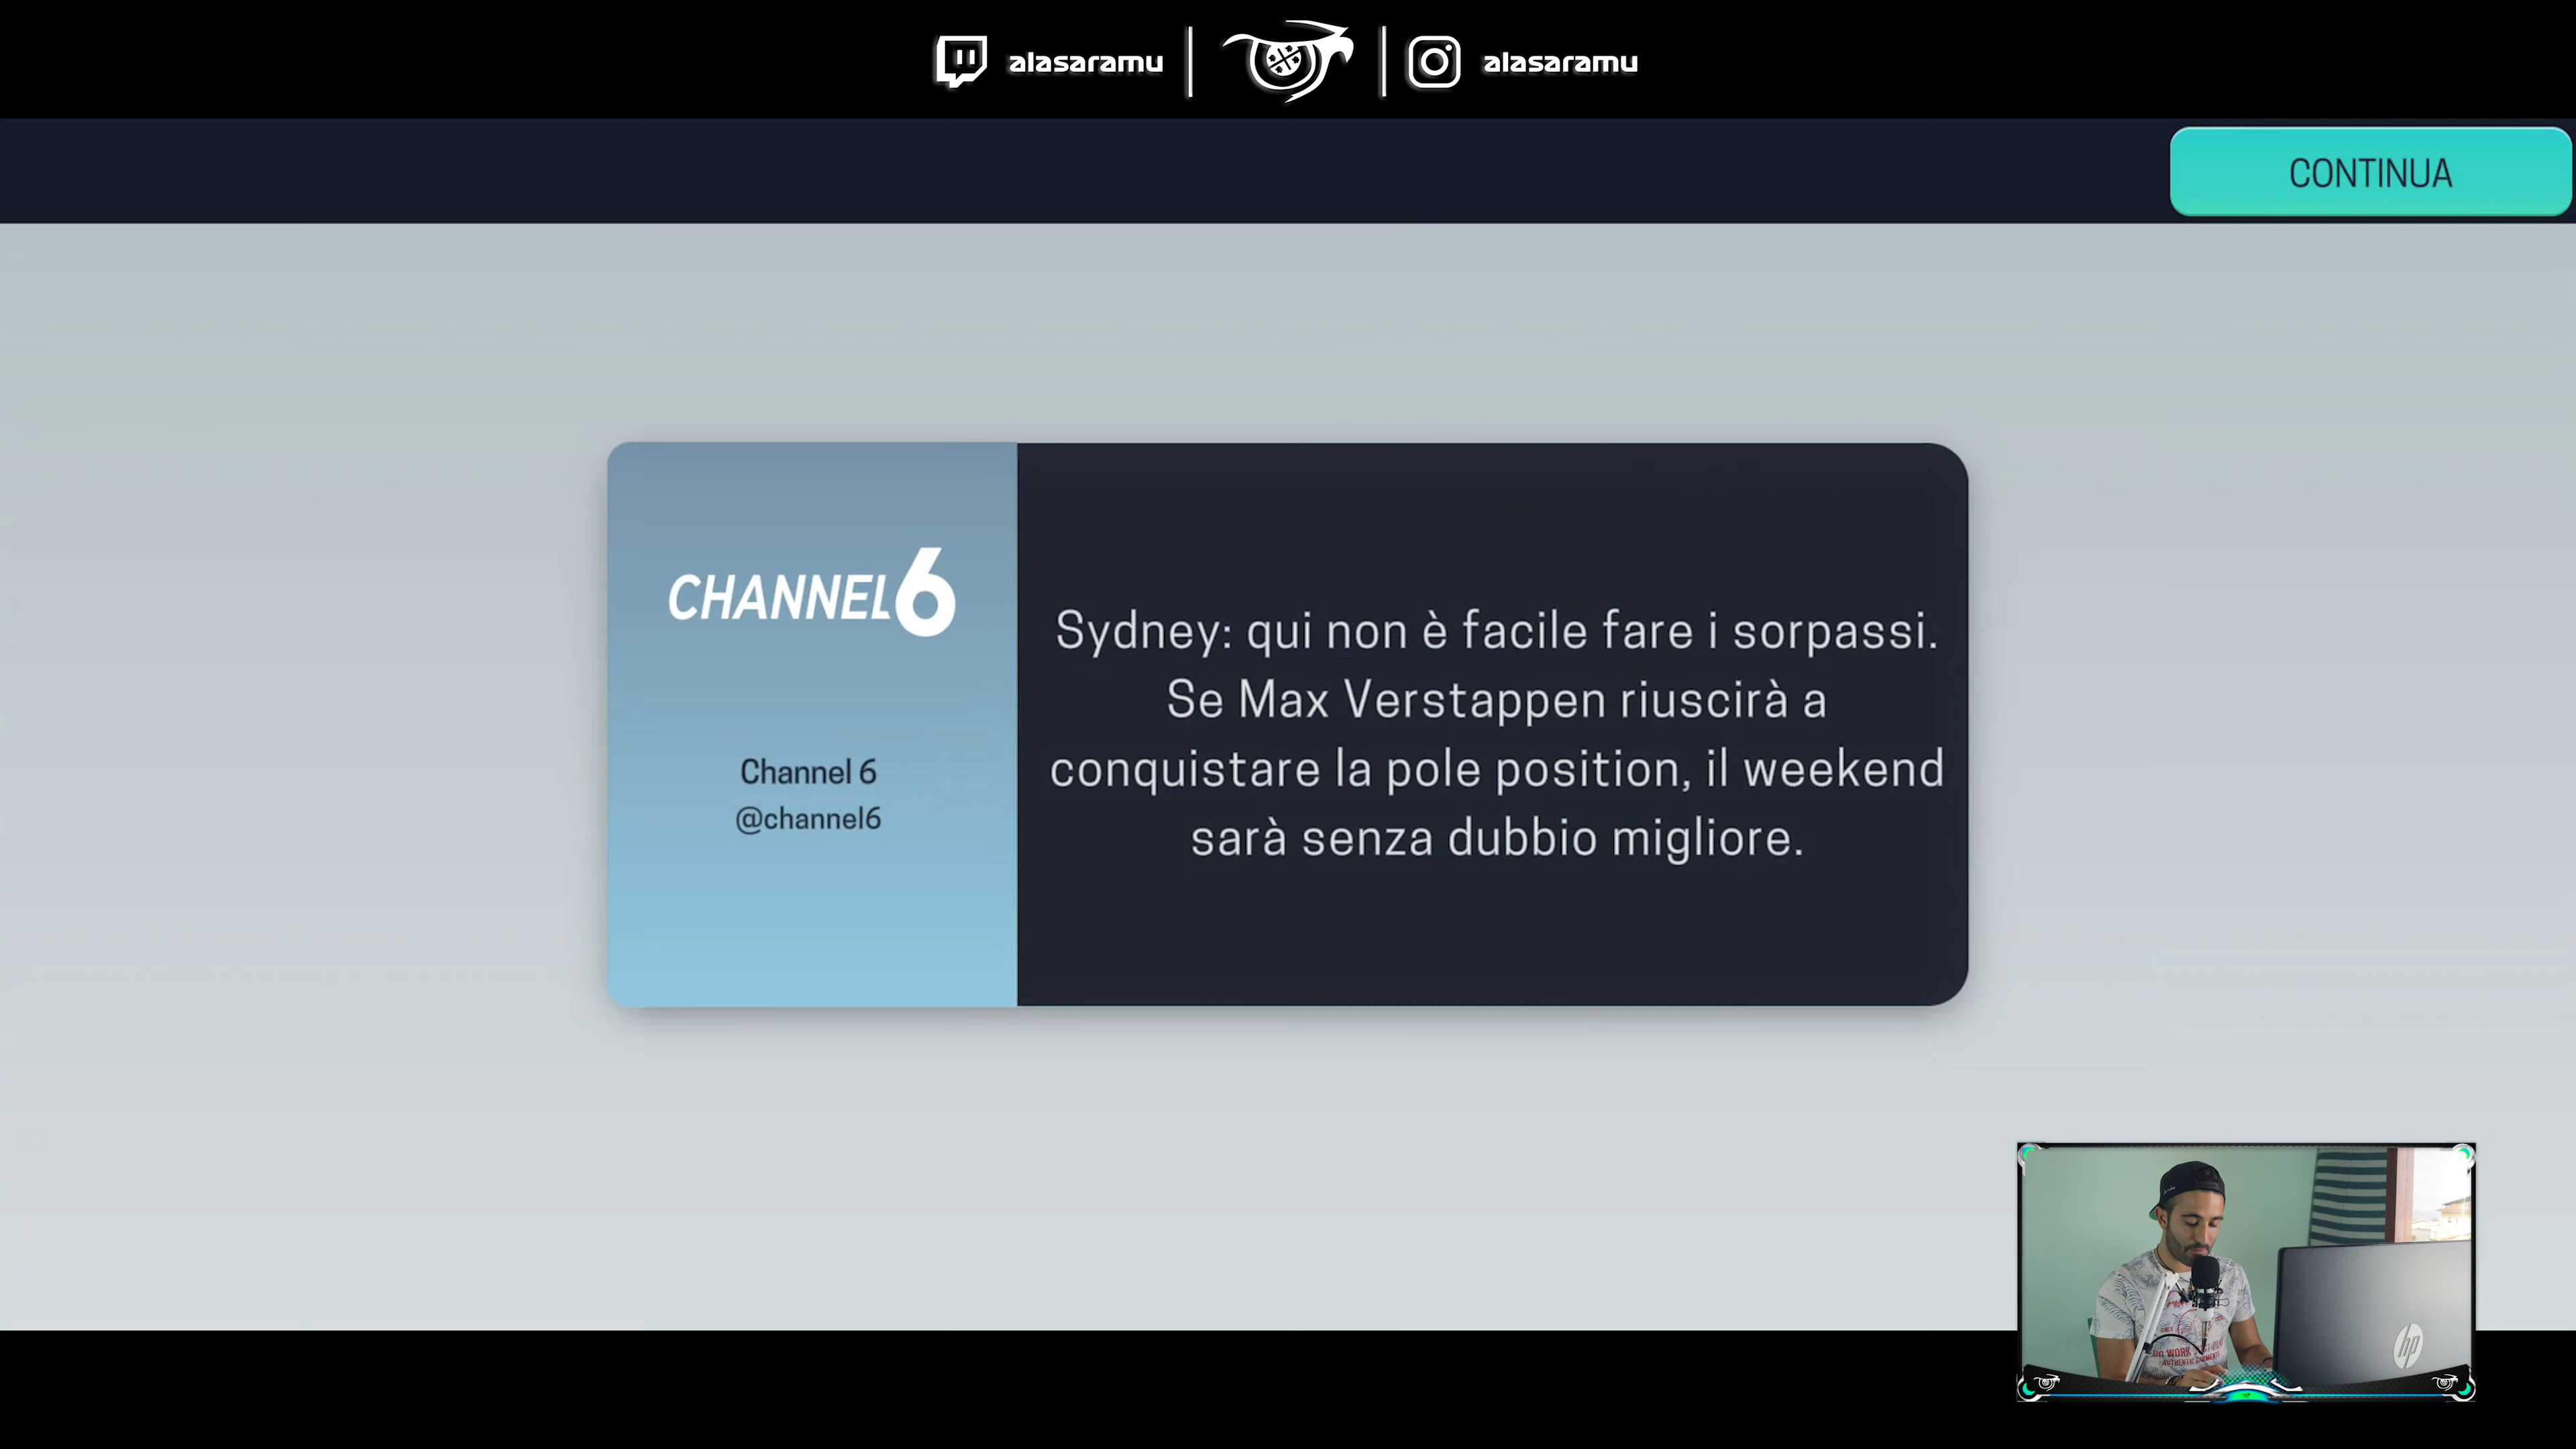 alasaramu
alasaramu
CONTINUA
CHANNEL6
Channel 6
@channel6
Sydney: qui non è facile fare i sorpassi.
Se Max Verstappen riuscirà a
conquistare la pole position, il weekend
sarà senza dubbio migliore.
hp